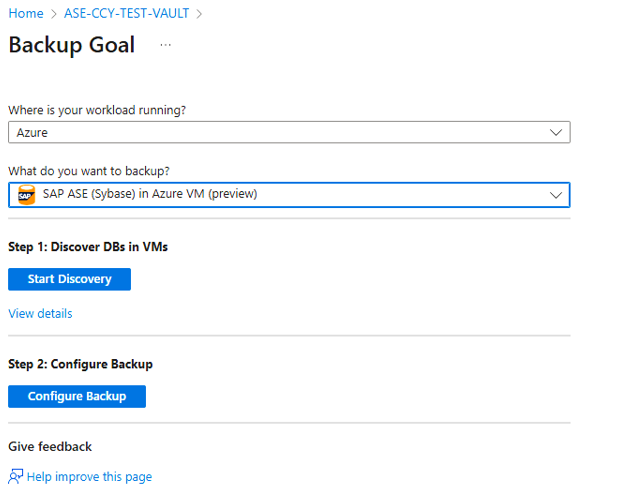 Home > ASE-CCY-TEST-VAULT >
Backup Goal ...
Where is your workload running?
Azure
What do you want to backup?
SAP SAP ASE (Sybase) in Azure VM (preview)
Step 1: Discover DBs in VMs
Start Discovery
View details
Step 2: Configure Backup
Configure Backup
Give feedback
Help improve this page